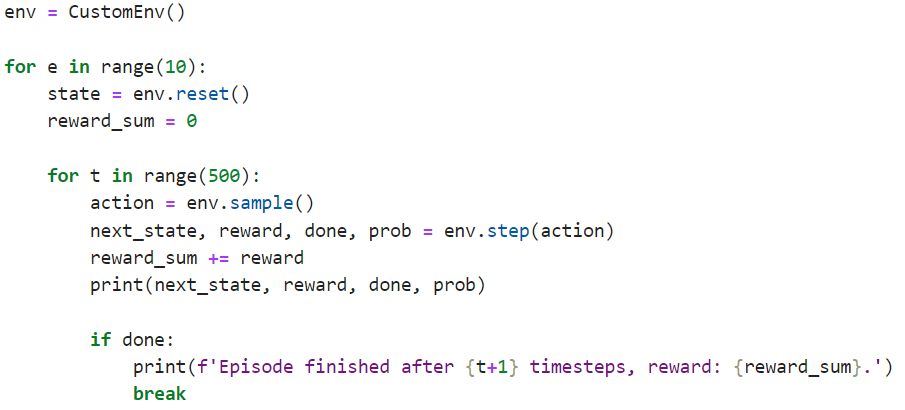 env = CustomEnv()
for e in range(10):
    state = env.reset()
    reward_sum = 0
    for t in range(500):
        action = env.sample()
        next_state, reward, done, prob = env.step(action)
        reward_sum += reward
        print(next_state, reward, done, prob)
        if done:
            print(f'Episode finished after {t+1} timesteps, reward: {reward_sum}.')
            break